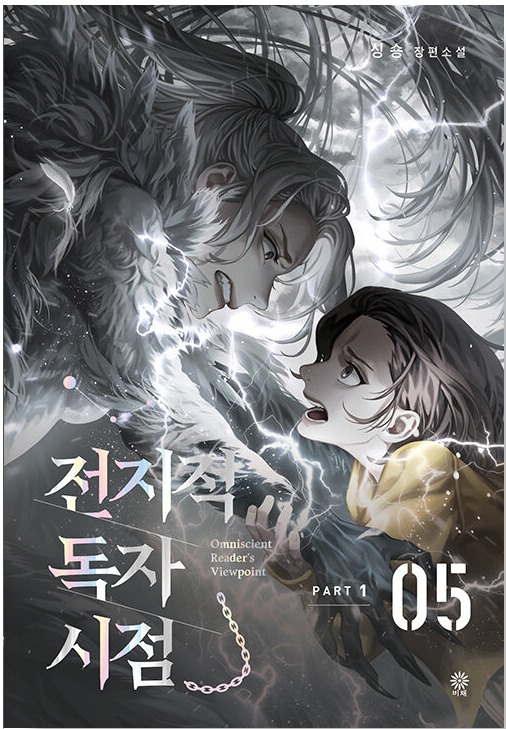 싱숑 장편소설
전지적
독자
시점
Omniscient
Reader's
Viewpoint
PART 1
05
비채